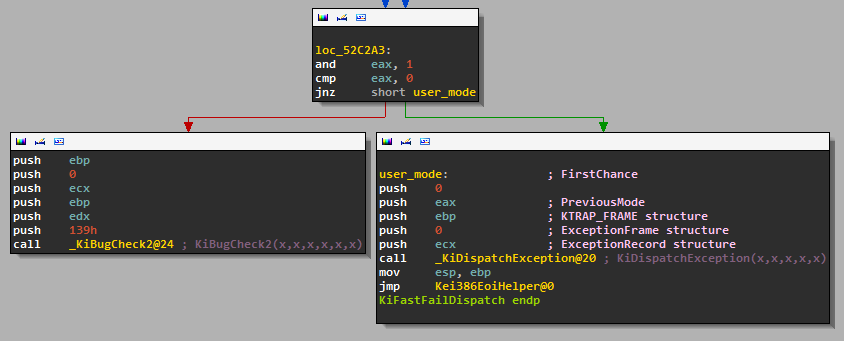 loc_52C2A3:
and eax, 1
cmp eax, 0
jnz short user_mode
push ebp
push 0
push ecx
push ebp
push edx
push 139h
call _KiBugCheck2@24 ; KiBugCheck2(x,x,x,x,x,x)
user_mode: ; FirstChance
push 0
push eax ; PreviousMode
push ebp ; KTRAP_FRAME structure
push 0 ; ExceptionFrame structure
push ecx ; ExceptionRecord structure
call _KiDispatchException@20 ; KiDispatchException(x,x,x,x,x)
mov esp, ebp
jmp Kei386EoiHelper@0
KiFastFailDispatch endp